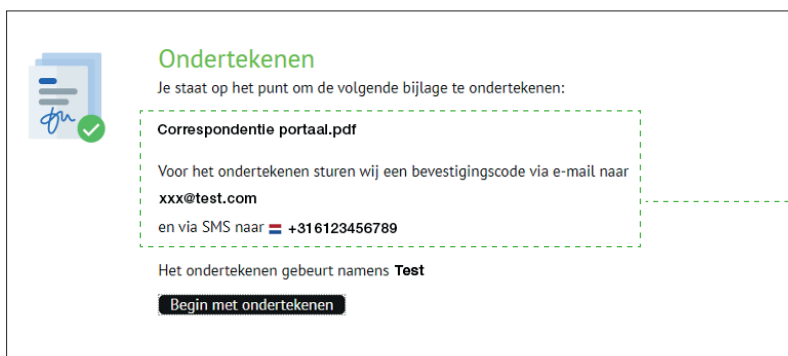 Ondertekenen
Je staat op het punt om de volgende bijlage te ondertekenen:
Correspondentie portaal.pdf
Voor het ondertekenen sturen wij een bevestigingscode via e-mail naar
xxx@test.com
en via SMS naar +316123456789
Het ondertekenen gebeurt namens Test
Begin met ondertekenen